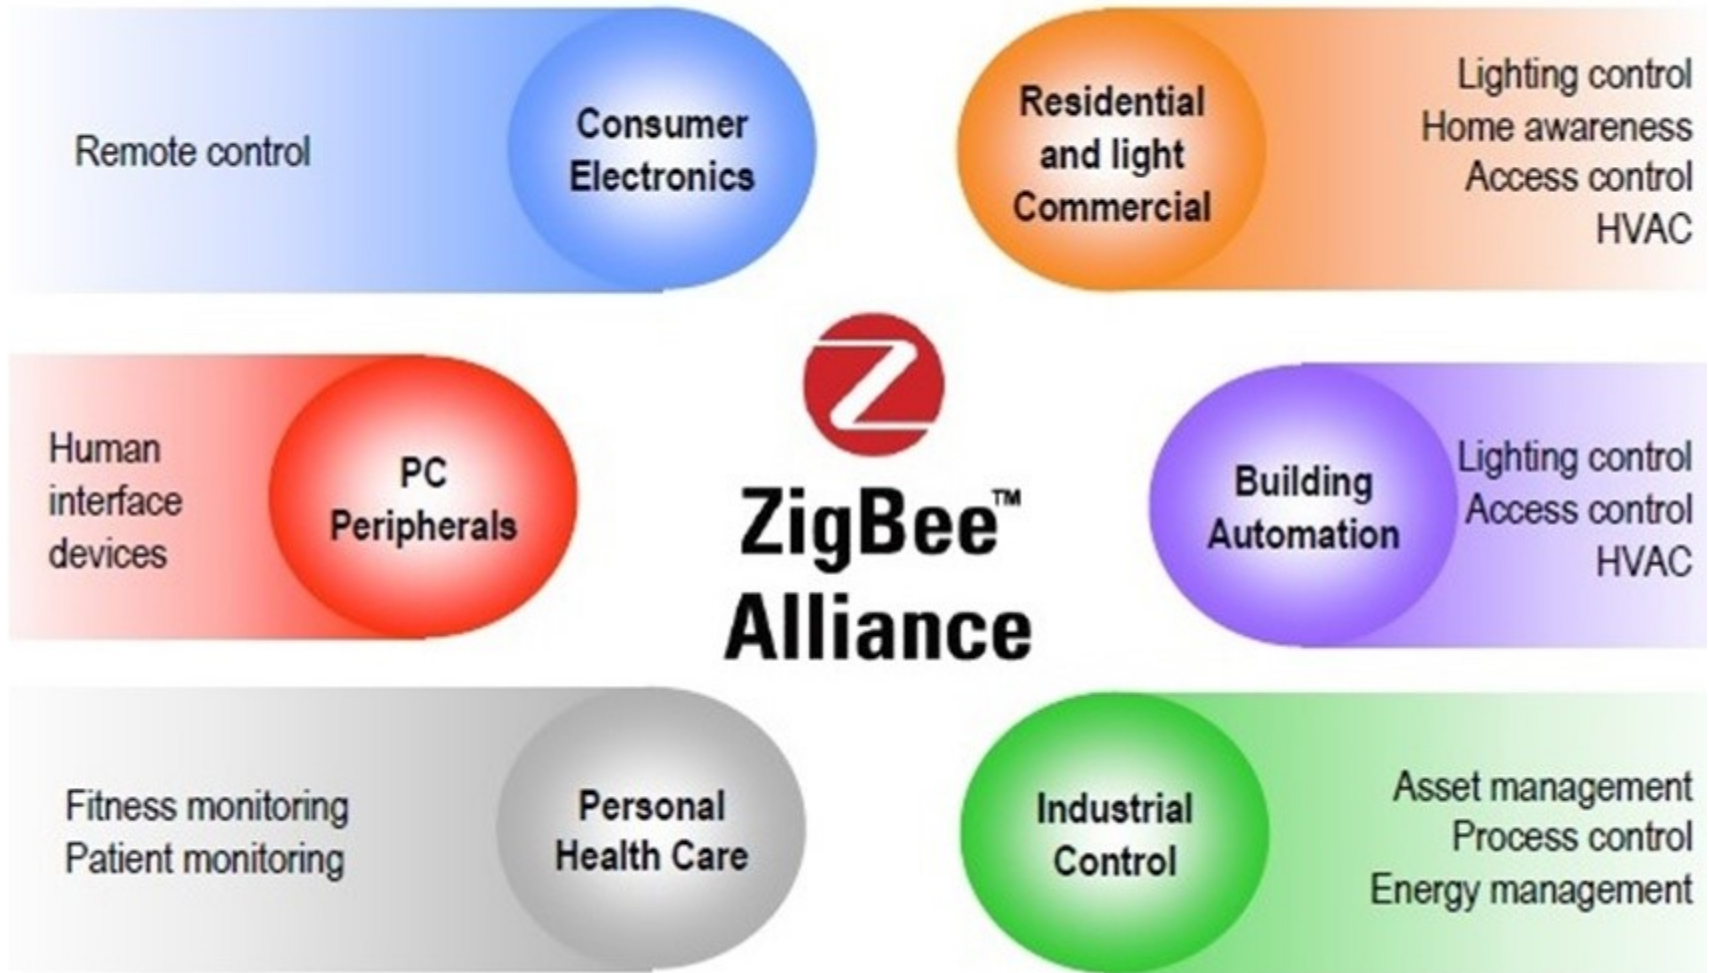 Remote control
Consumer
Electronics
Residential
and light
Commercial
Lighting control
Home awareness
Access control
HVAC
Human
interface
devices
PC
Peripherals
ZigBee™
Alliance
Building
Automation
Lighting control
Access control
HVAC
Fitness monitoring
Patient monitoring
Personal
Health Care
Industrial
Control
Asset management
Process control
Energy management